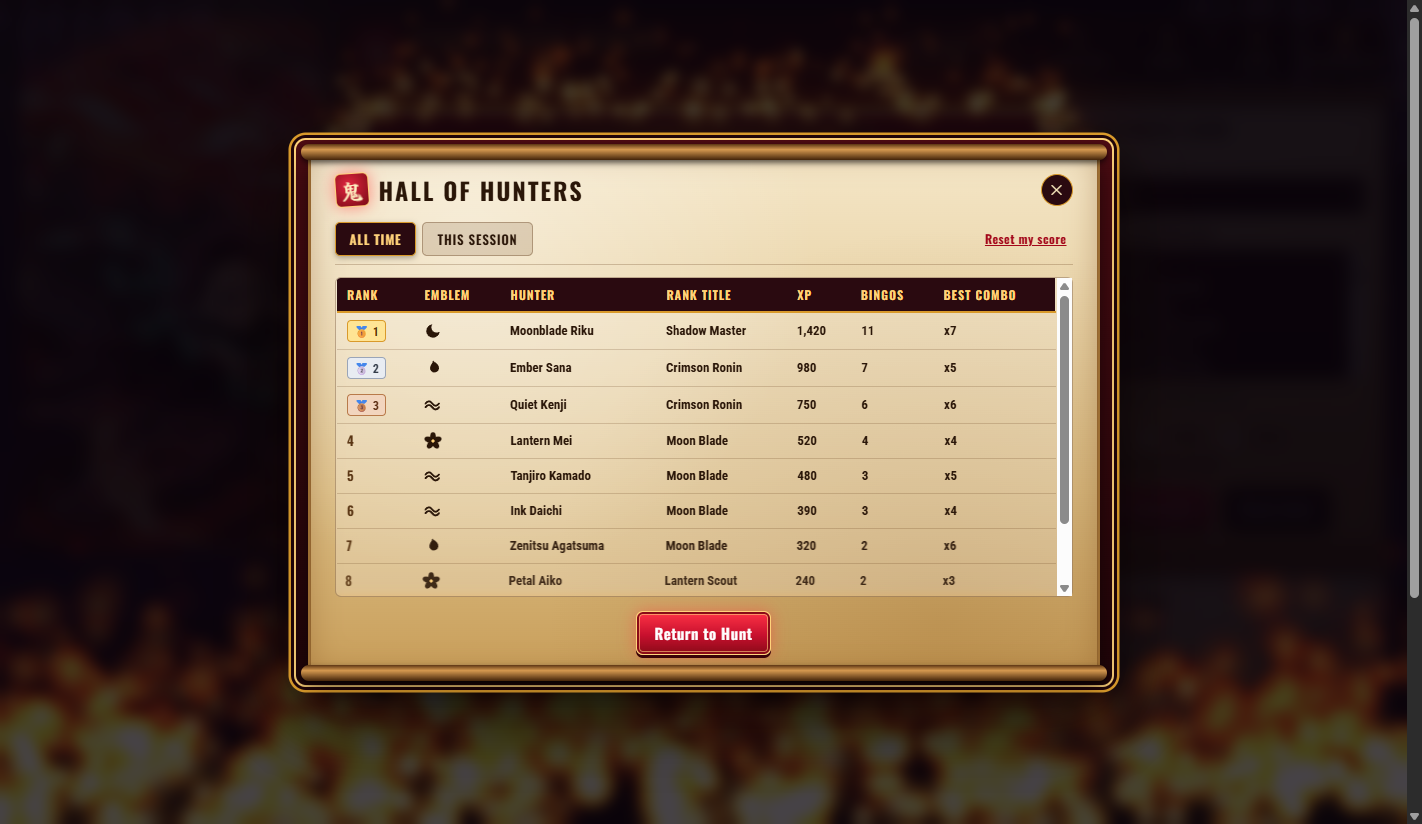 鬼 HALL OF HUNTERS
ALL TIME THIS SESSION Reset my score
RANK EMBLEM HUNTER RANK TITLE XP BINGOS BEST COMBO
1 Moonblade Riku Shadow Master 1,420 11 x7
2 Ember Sana Crimson Ronin 980 7 x5
3 Quiet Kenji Crimson Ronin 750 6 x6
4 Lantern Mei Moon Blade 520 4 x4
5 Tanjiro Kamado Moon Blade 480 3 x5
6 Ink Daichi Moon Blade 390 3 x4
7 Zenitsu Agatsuma Moon Blade 320 2 x6
8 Petal Aiko Lantern Scout 240 2 x3
Return to Hunt